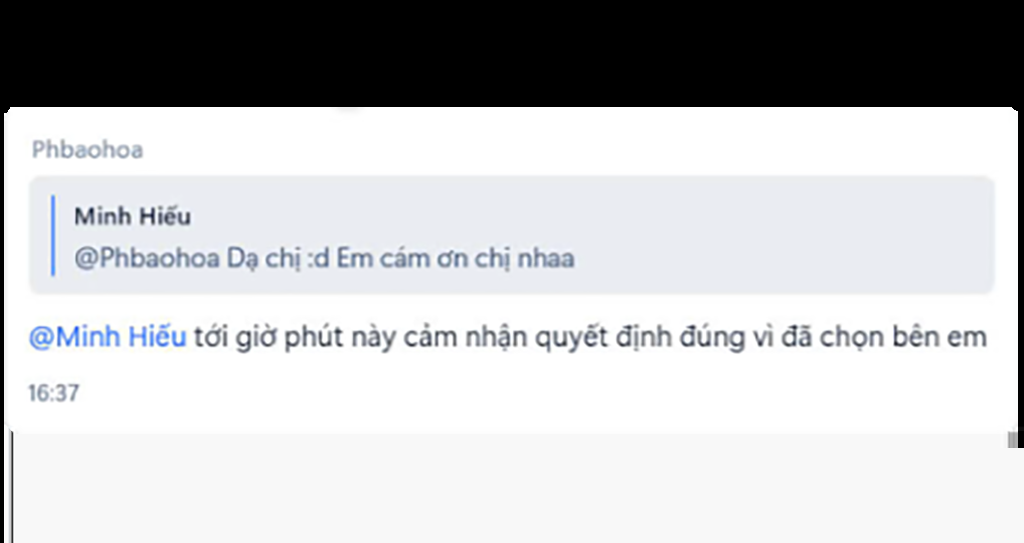 Phbaohoa
Minh Hiếu
@Phbaohoa Dạ chị :d Em cám ơn chị nhaa
@Minh Hiếu tới giờ phút này cảm nhận quyết định đúng vì đã chọn bên em
16:37